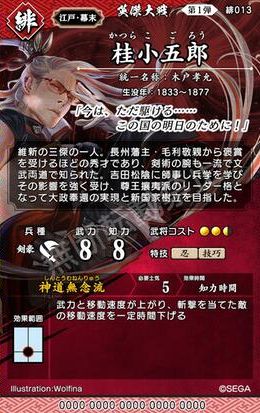 緋 江戸・幕末 英傑大戦 第1弾 緋013
かつら こ ご ろう
桂小五郎
統一名称：木戸孝允
生没年：1833〜1877
「今は、ただ駆ける……
……この国の明日のために！」
維新の三傑の一人。長州藩主・毛利敬親から褒賞
を受けるほどの秀才であり、剣術の腕も一流で文
武両道で知られた。吉田松陰に師事し兵学を学び
その影響を強く受け、尊王攘夷派のリーダー格と
なって大政奉還の実現と新国家樹立を目指した。
兵種 武力 知力 武将コスト
剣豪 8 8 特技 忍 技巧
しんとうむねんりゅう 必要士気 効果時間
神道無念流 5 知力時間
効果範囲
武力と移動速度が上がり、斬撃を当てた敵
の移動速度を一定時間下げる
Illustration:Wolfina ©SEGA
0000-0000-0000-0000-0000